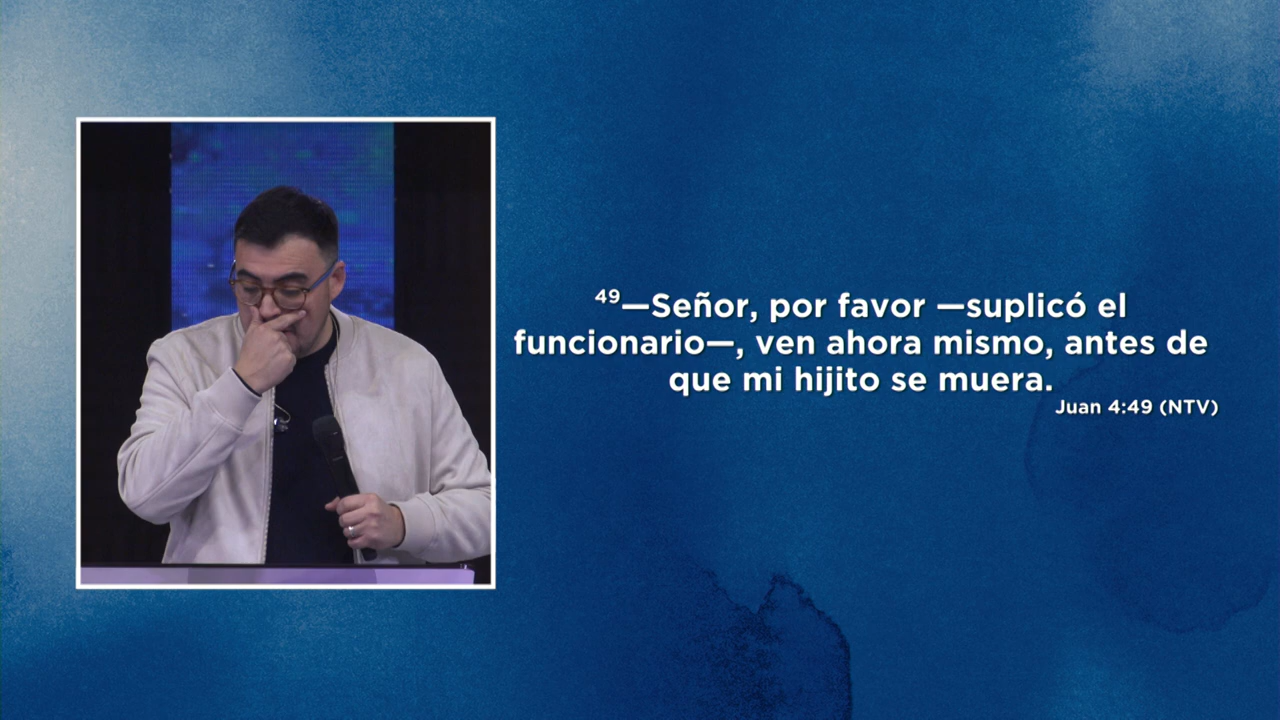 ⁴⁹—Señor, por favor —suplicó el
funcionario—, ven ahora mismo, antes de
que mi hijito se muera.
Juan 4:49 (NTV)